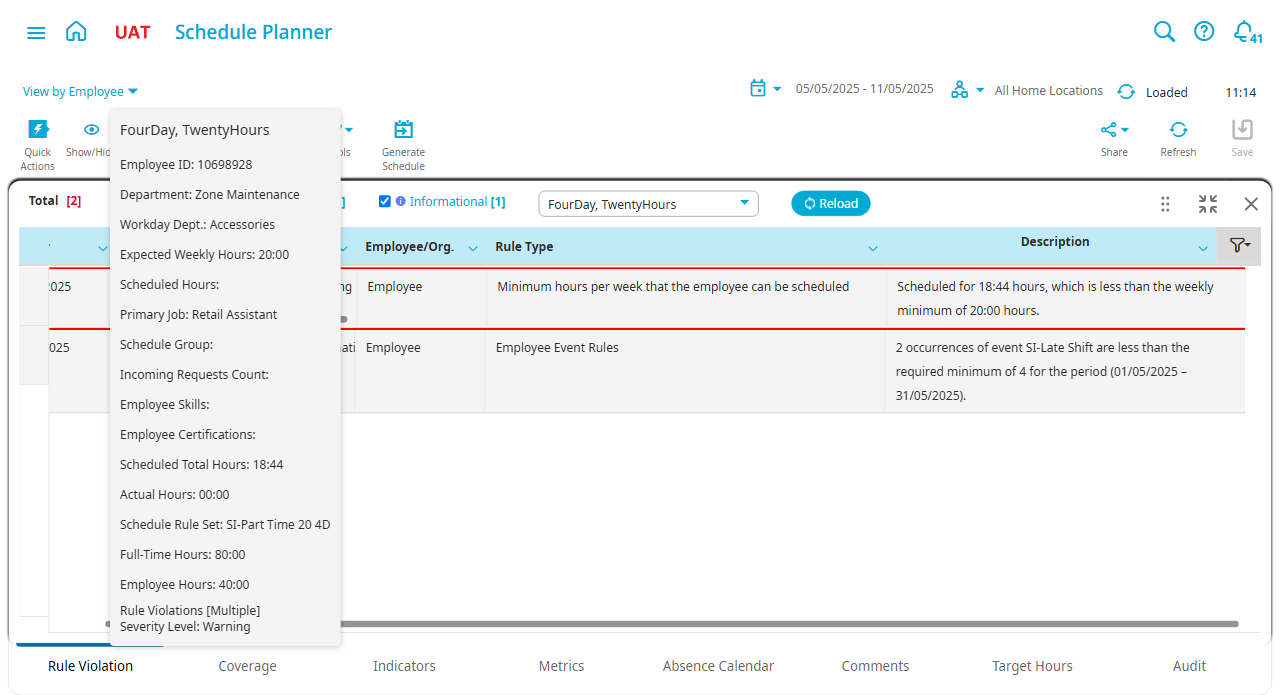 UAT Schedule Planner
41
View by Employee
05/05/2025 - 11/05/2025
All Home Locations
Loaded
11:14
Quick Actions
Show/Hid
ols
Generate Schedule
Share
Refresh
Save
Total [2]
Informational [1]
FourDay, TwentyHours
Reload
Employee/Org.
Rule Type
Description
2025
ng
Employee
Minimum hours per week that the employee can be scheduled
Scheduled for 18:44 hours, which is less than the weekly
minimum of 20:00 hours.
025
ati
Employee
Employee Event Rules
2 occurrences of event SI-Late Shift are less than the
required minimum of 4 for the period (01/05/2025 –
31/05/2025).
FourDay, TwentyHours
Employee ID: 10698928
Department: Zone Maintenance
Workday Dept.: Accessories
Expected Weekly Hours: 20:00
Scheduled Hours:
Primary Job: Retail Assistant
Schedule Group:
Incoming Requests Count:
Employee Skills:
Employee Certifications:
Scheduled Total Hours: 18:44
Actual Hours: 00:00
Schedule Rule Set: SI-Part Time 20 4D
Full-Time Hours: 80:00
Employee Hours: 40:00
Rule Violations [Multiple]
Severity Level: Warning
Rule Violation
Coverage
Indicators
Metrics
Absence Calendar
Comments
Target Hours
Audit